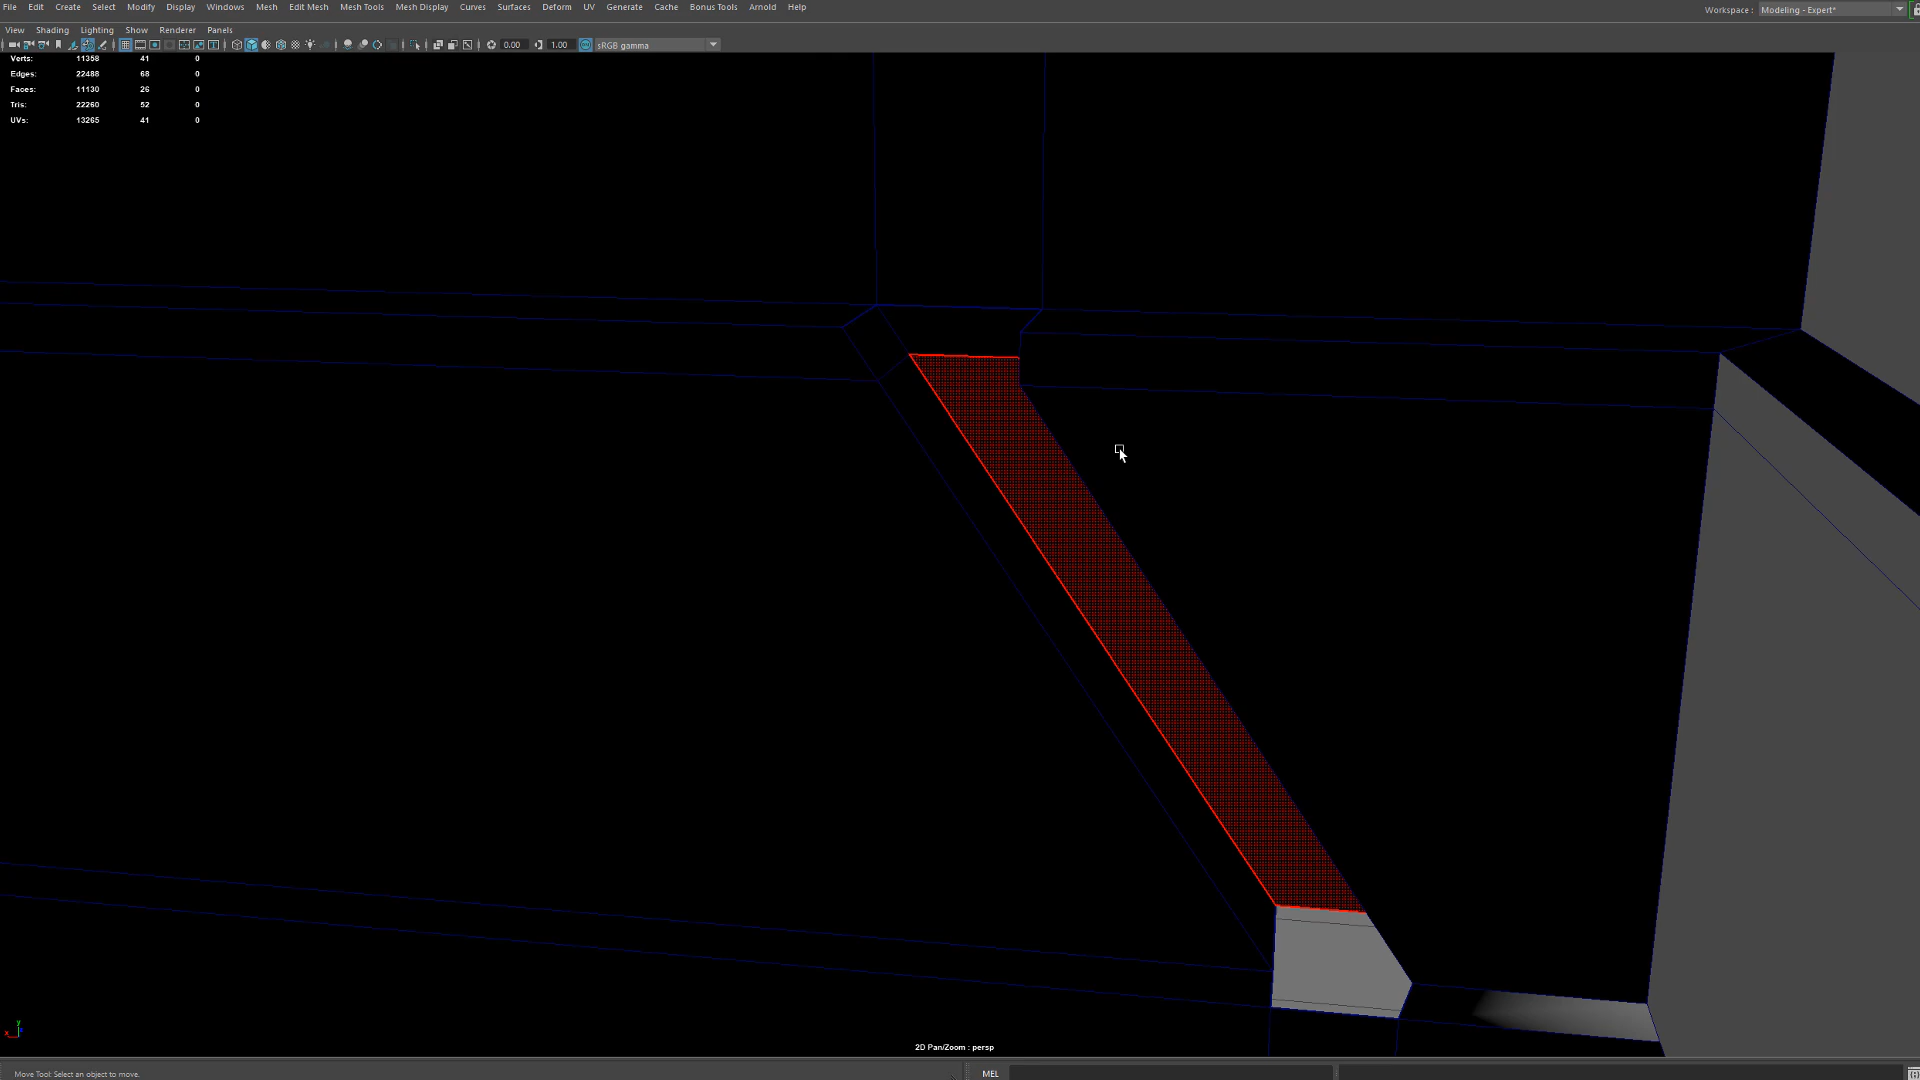 File Edit Create Select Modify Display Windows Mesh Edit Mesh Mesh Tools Mesh Display Curves Surfaces Deform UV Generate Cache Bonus Tools Arnold Help
Workspace : Modeling - Expert*
View Shading Lighting Show Renderer Panels
0.00 1.00 sRGB gamma
Verts: 11358 41 0
Edges: 22488 68 0
Faces: 11130 26 0
Tris: 22260 52 0
UVs: 13265 41 0
y
x
2D Pan/Zoom : persp
Move Tool: Select an object to move.
MEL